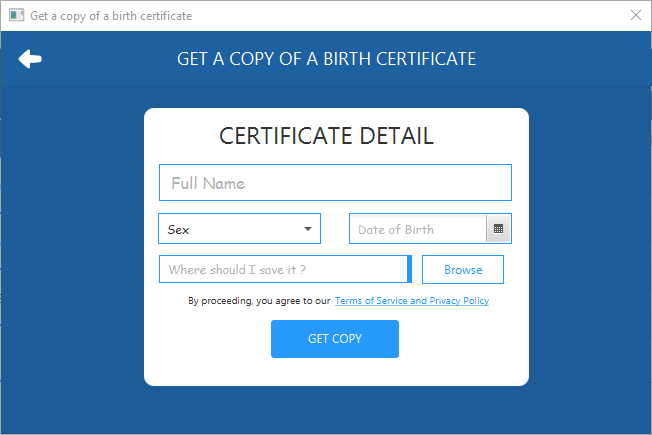 Get a copy of a birth certificate
GET A COPY OF A BIRTH CERTIFICATE
CERTIFICATE DETAIL
Full Name
Sex
Date of Birth
Where should I save it ?
Browse
By proceeding, you agree to our Terms of Service and Privacy Policy
GET COPY